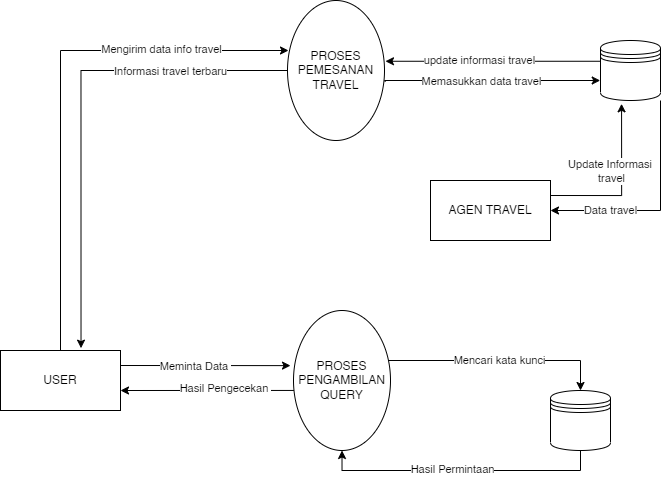 Mengirim data info travel
Informasi travel terbaru
PROSES
PEMESANAN
TRAVEL
update informasi travel
Memasukkan data travel
Update Informasi
travel
AGEN TRAVEL
Data travel
USER
Meminta Data
Hasil Pengecekan
PROSES
PENGAMBILAN
QUERY
Mencari kata kunci
Hasil Permintaan